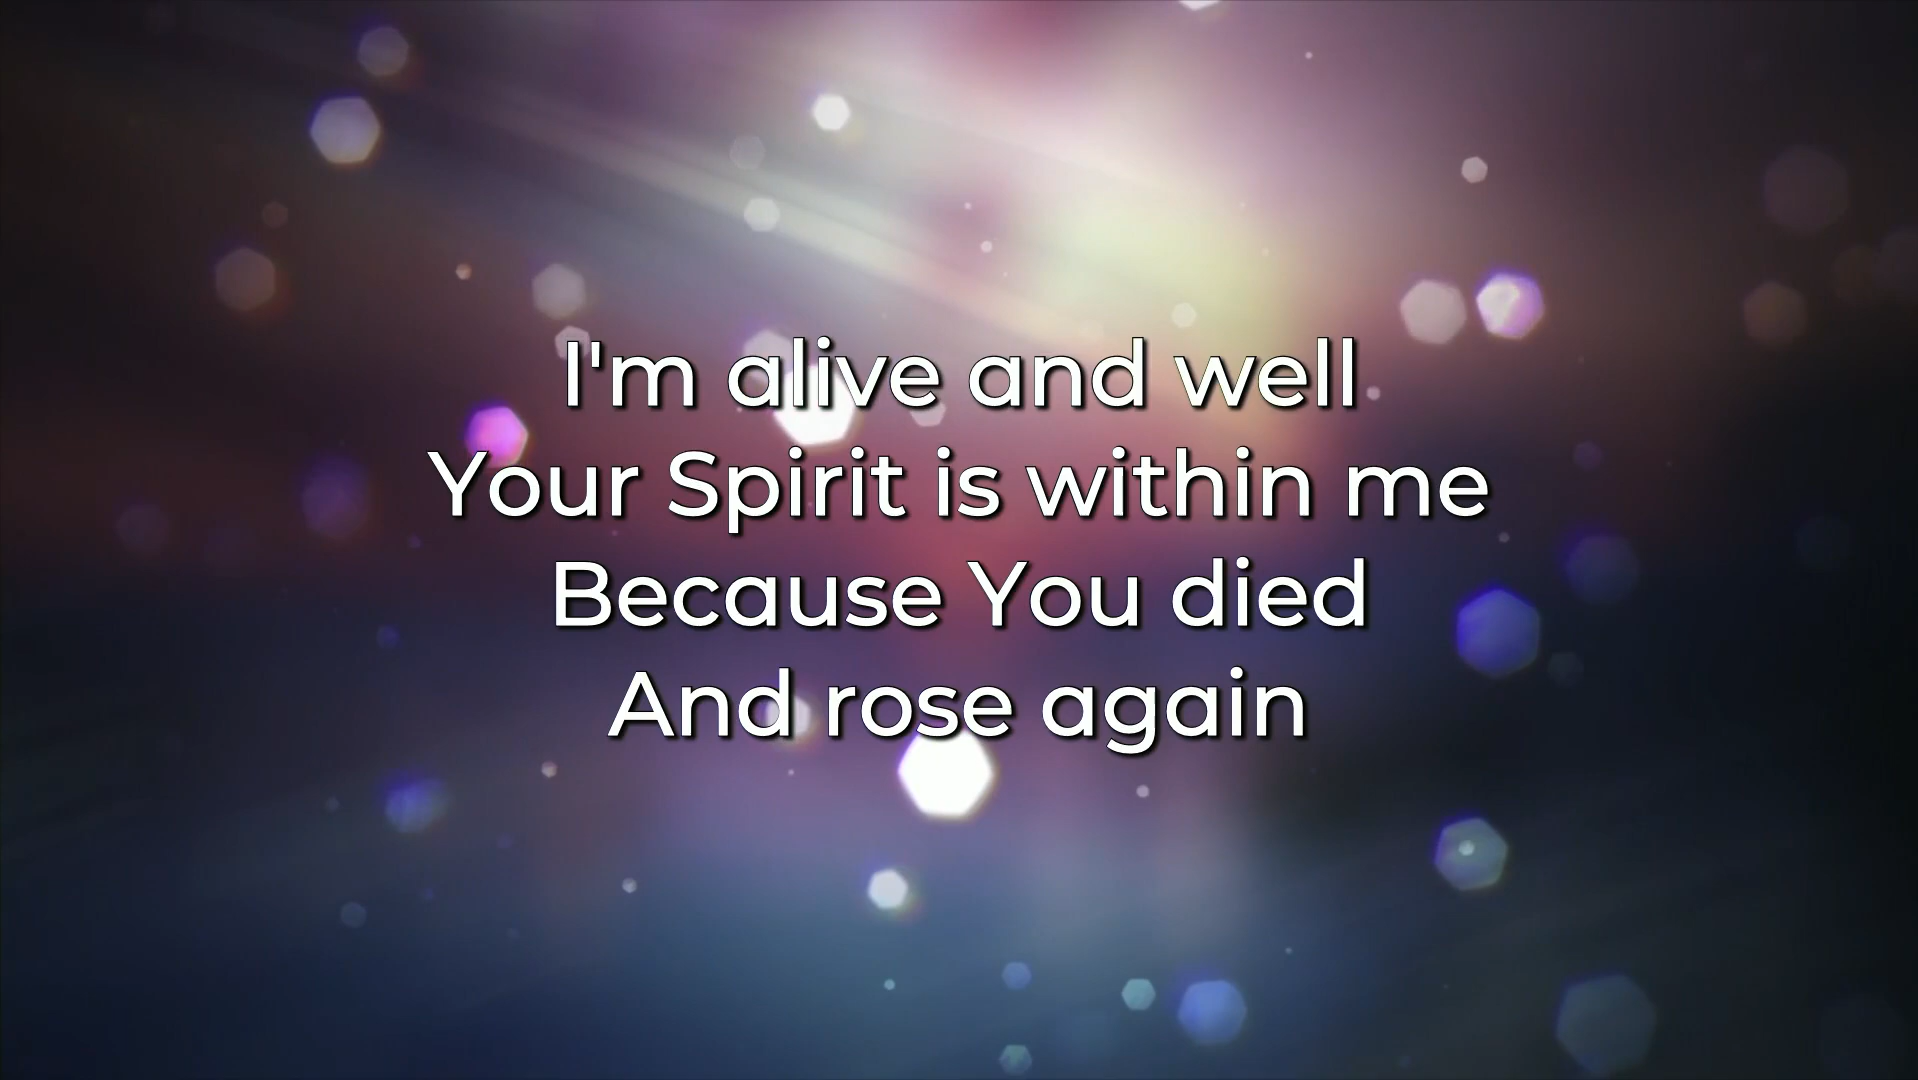 I'm alive and well
Your Spirit is within me
Because You died
And rose again